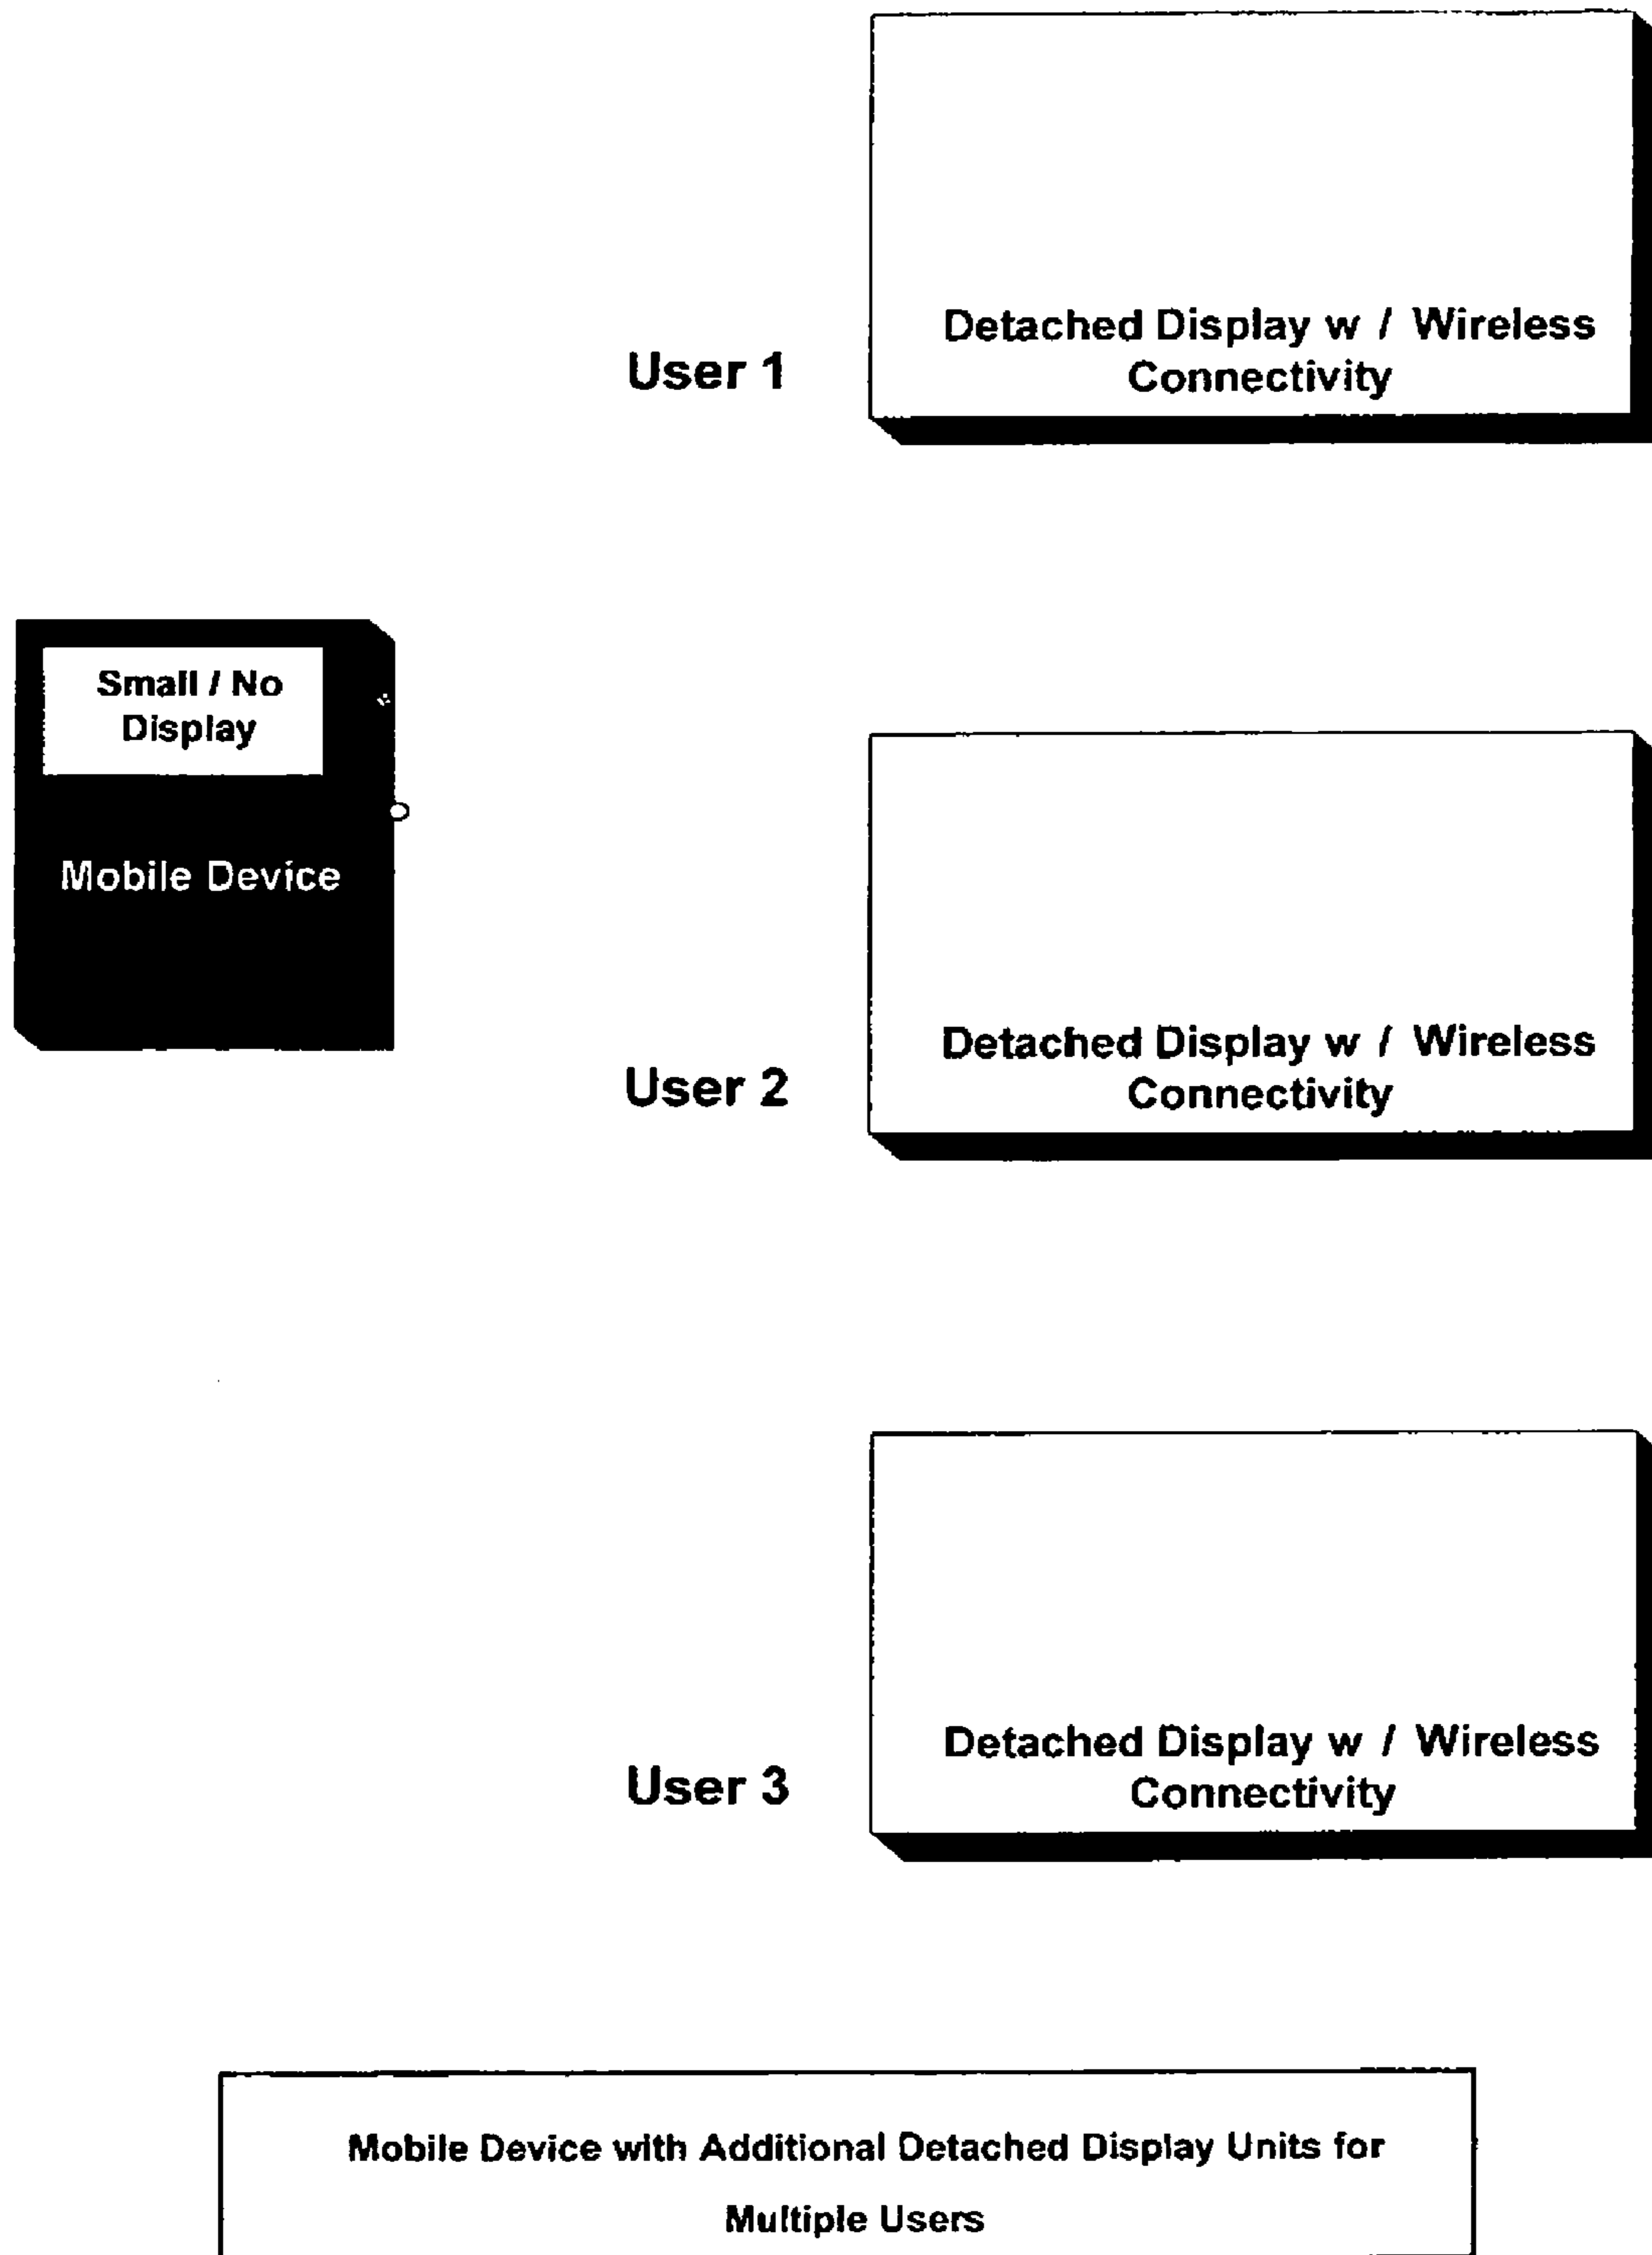 Detached Display w / Wireless
Connectivity
User 1
Small / No
Display
Mobile Device
Detached Display w / Wireless
Connectivity
User 2
Detached Display w / Wireless
Connectivity
User 3
Mobile Device with Additional Detached Display Units for
Multiple Users